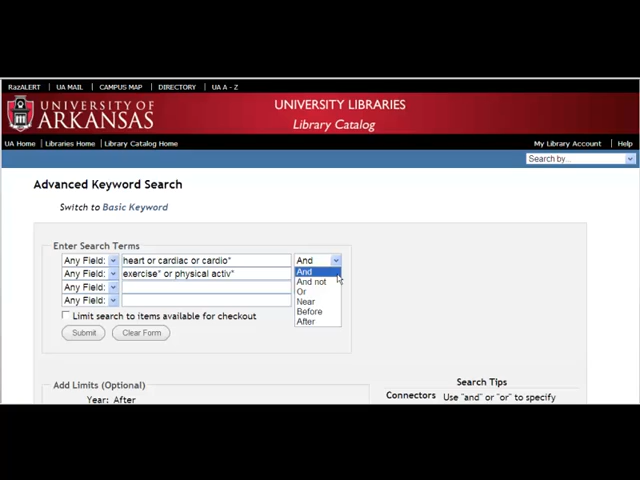 RazALERT UA MAIL CAMPUS MAP DIRECTORY UA A - Z
UNIVERSITY OF
ARKANSAS
UNIVERSITY LIBRARIES
Library Catalog
UA Home Libraries Home Library Catalog Home My Library Account Help
Search by...
Advanced Keyword Search
Switch to Basic Keyword
Enter Search Terms
Any Field: heart or cardiac or cardio* And
Any Field: exercise* or physical activ* And
Any Field: And not
Any Field: Or
Near
Before
After
Limit search to items available for checkout
Submit Clear Form
Add Limits (Optional) Search Tips
Year: After Connectors Use "and" or "or" to specify